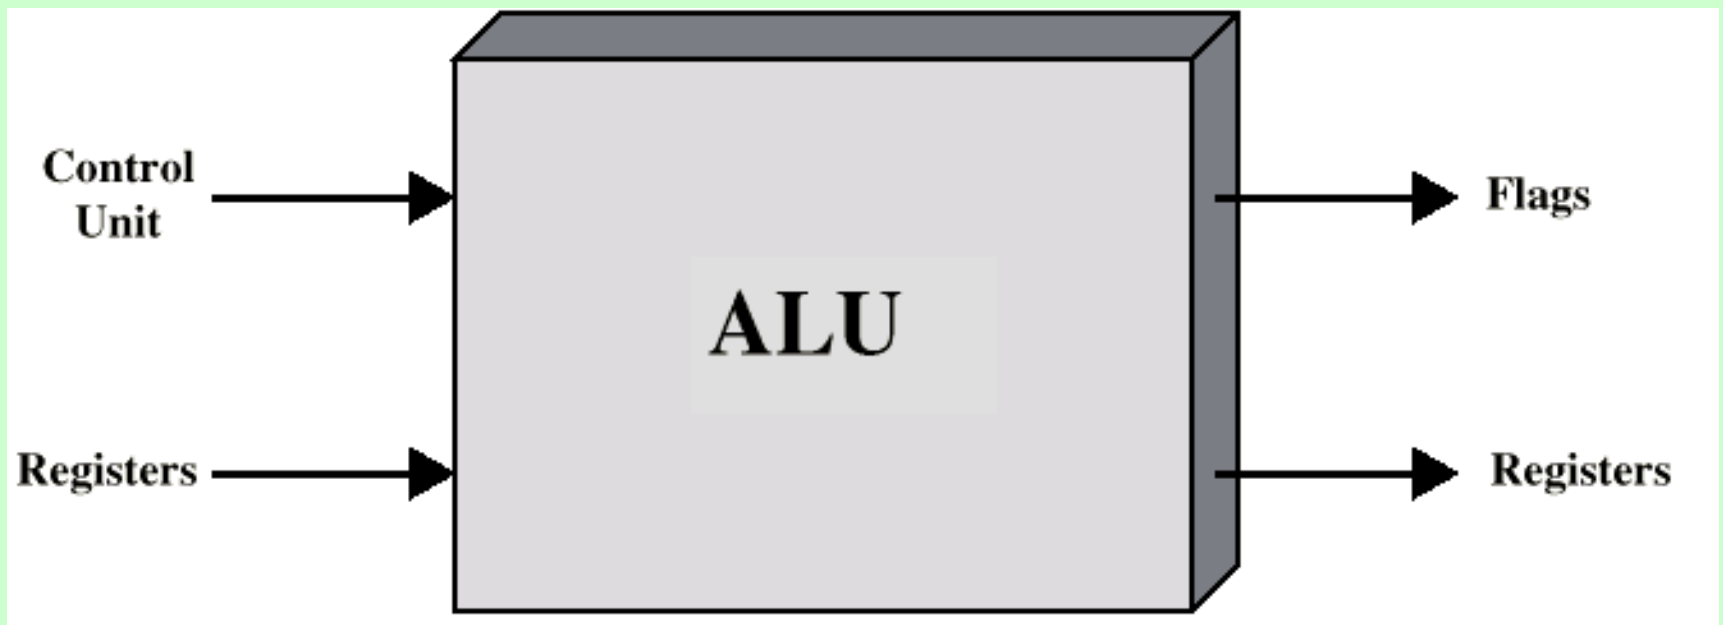 Control
Unit
Flags
ALU
Registers
Registers